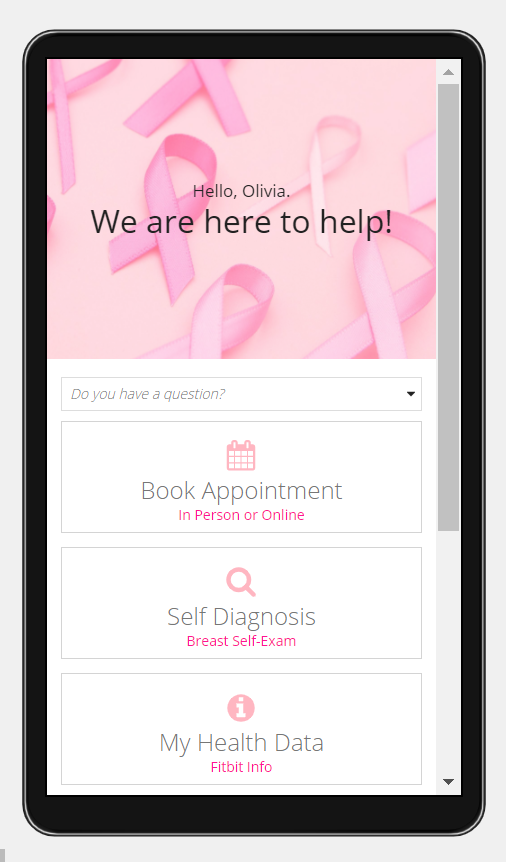 Hello, Olivia.
We are here to help!
Do you have a question?
Book Appointment
In Person or Online
Self Diagnosis
Breast Self-Exam
My Health Data
Fitbit Info